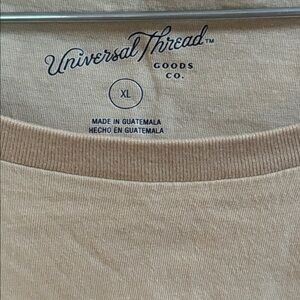 Universal Thread™
GOODS
CO.
XL
MADE IN GUATEMALA
HECHO EN GUATEMALA